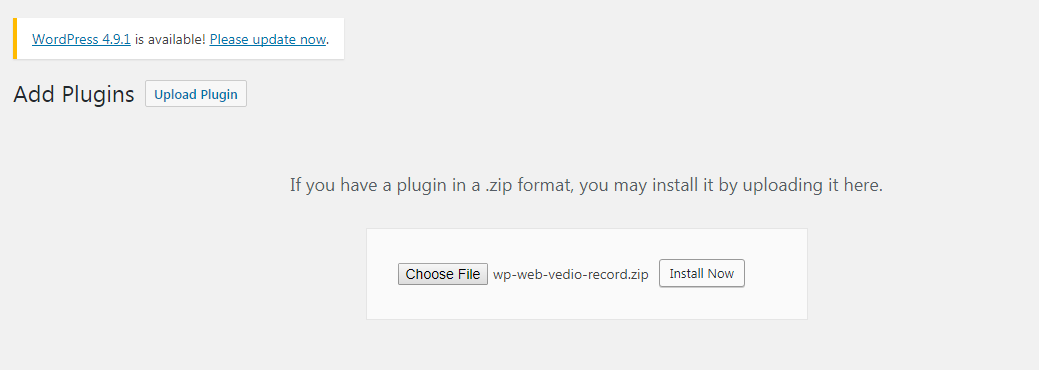 WordPress 4.9.1 is available! Please update now.
Add Plugins Upload Plugin
If you have a plugin in a .zip format, you may install it by uploading it here.
Choose File wp-web-vedio-record.zip Install Now